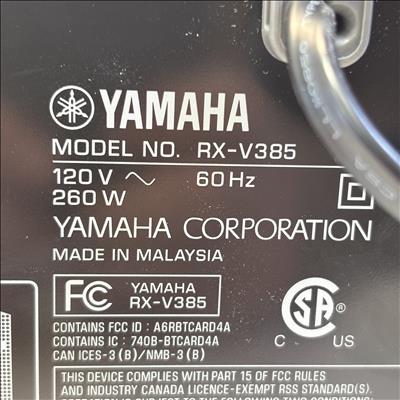 YAMAHA
MODEL NO. RX-V385
120 V ~ 60 Hz
260 W
YAMAHA CORPORATION
MADE IN MALAYSIA
FC YAMAHA
RX-V385
CONTAINS FCC ID : A6RBTCARD4A
CONTAINS IC : 740B-BTCARD4A
CAN ICES-3 (B) / NMB-3 (B)
SA
C US
THIS DEVICE COMPLIES WITH PART 15 OF FCC RULES
AND INDUSTRY CANADA LICENCE-EXEMPT RSS STANDARD(S).